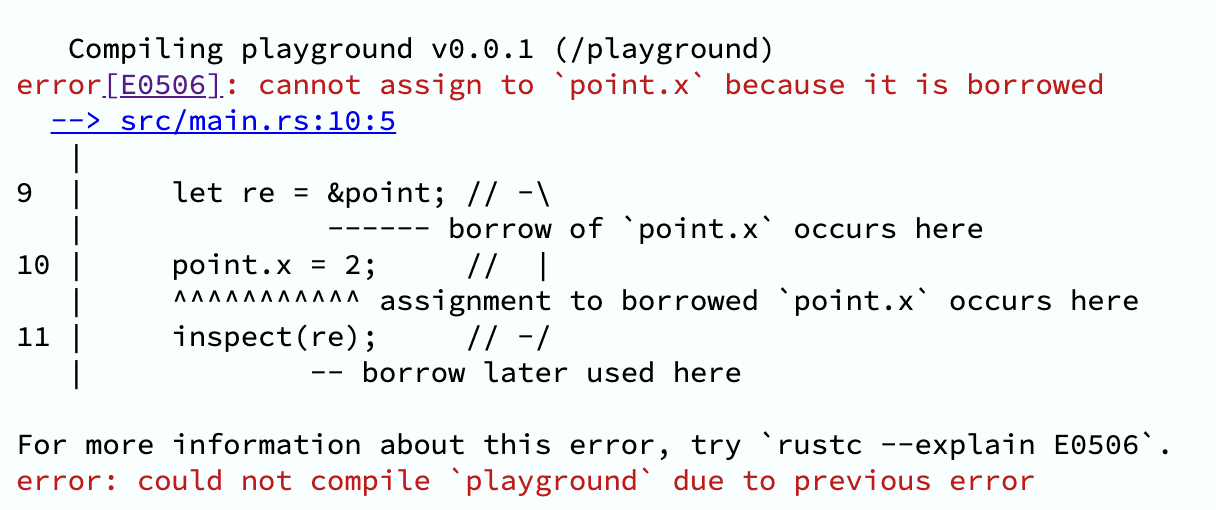 Compiling playground v0.0.1 (/playground)
error[E0506]: cannot assign to `point.x` because it is borrowed
  --> src/main.rs:10:5
   |
9  |     let re = &point; // -\
   |              ------ borrow of `point.x` occurs here
10 |     point.x = 2;     //  |
   |     ^^^^^^^^^^^ assignment to borrowed `point.x` occurs here
11 |     inspect(re);     // -/
   |             -- borrow later used here

For more information about this error, try `rustc --explain E0506`.
error: could not compile `playground` due to previous error